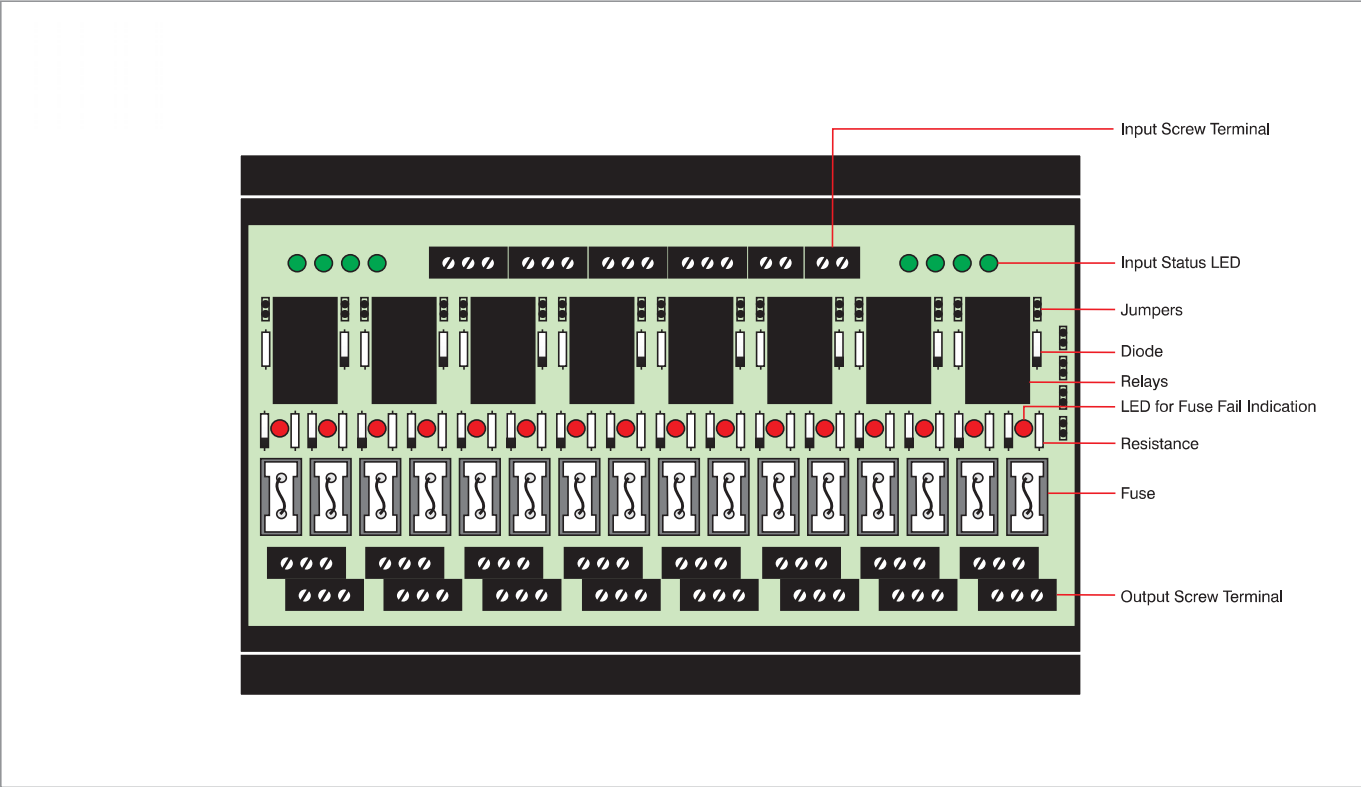 Input Screw Terminal
Input Status LED
Jumpers
Diode
Relays
LED for Fuse Fail Indication
Resistance
Fuse
Output Screw Terminal